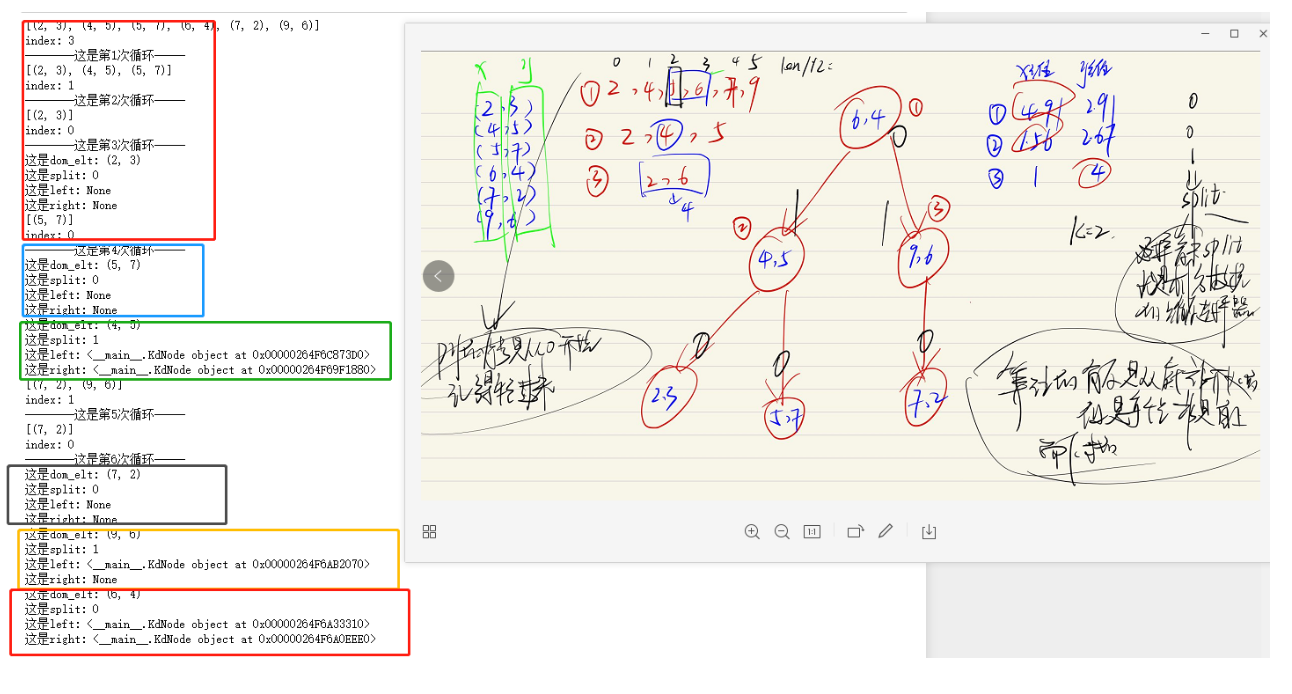 [(2, 3), (4, 5), (5, 7), (6, 4), (7, 2), (9, 6)]
index: 3
———————这是第1次循环————
[(2, 3), (4, 5), (5, 7)]
index: 1
———————这是第2次循环————
[(2, 3)]
index: 0
———————这是第3次循环————
这是dom_elt: (2, 3)
这是split: 0
这是left: None
这是right: None
[(5, 7)]
index: 0
———————这是第4次循环————
这是dom_elt: (5, 7)
这是split: 0
这是left: None
这是right: None
这是dom_elt: (4, 5)
这是split: 1
这是left: <__main__.KdNode object at 0x00000264F6C873D0>
这是right: <__main__.KdNode object at 0x00000264F69F1880>
[(7, 2), (9, 6)]
index: 1
———————这是第5次循环————
[(7, 2)]
index: 0
———————这是第6次循环————
这是dom_elt: (7, 2)
这是split: 0
这是left: None
这是right: None
这是dom_elt: (9, 6)
这是split: 1
这是left: <__main__.KdNode object at 0x00000264F6AB2070>
这是right: None
这是dom_elt: (6, 4)
这是split: 0
这是left: <__main__.KdNode object at 0x00000264F6A33310>
这是right: <__main__.KdNode object at 0x00000264F6A0EEE0>
x y
(2,3)
(4,5)
(5,7)
(6,4)
(7,2)
(9,6)
0 1 2 3 4 5 len/12:
① 2,4,5,6,7,9
② 2,4,5
③ 2,6
4
6,4 ①
0
1 1
② 4,5
9,6 ③
0 0 0
2.3
5,7
7,2
x值 y值
① 4.91 2.91
② 1.56 2.67
③ 1 4
0
0
1
split
K=2.